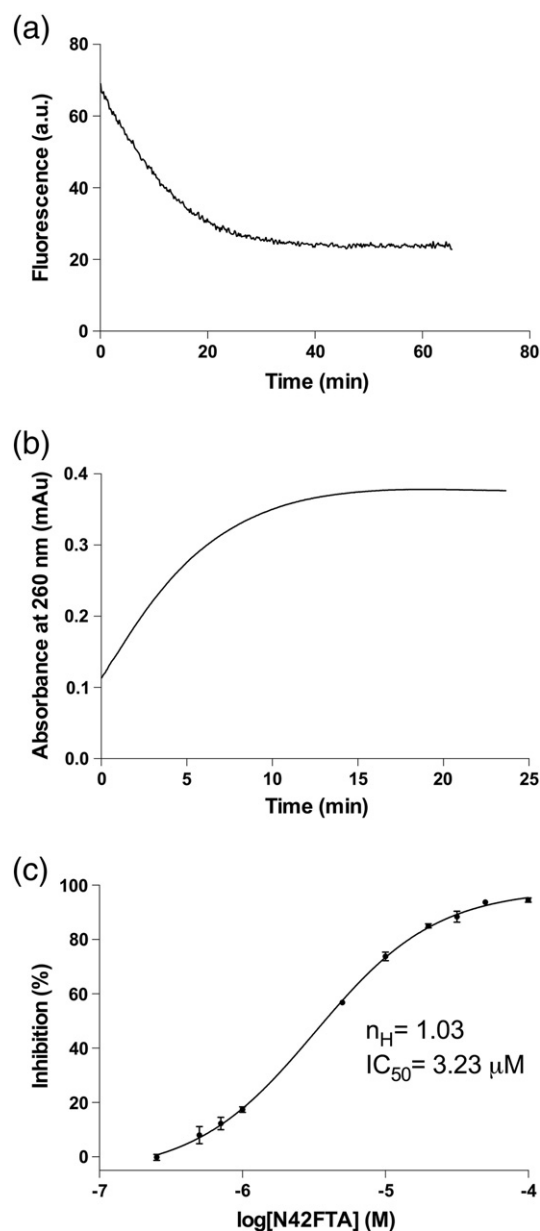 (a)
80
60
40
20
0
Fluorescence (a.u.)
0 20 40 60 80
Time (min)
(b)
0.4
0.3
0.2
0.1
0.0
Absorbance at 260 nm (mAu)
0 5 10 15 20 25
Time (min)
(c)
100
80
60
40
20
0
Inhibition (%)
n_H= 1.03
IC_50= 3.23 μM
-7 -6 -5 -4
log[N42FTA] (M)